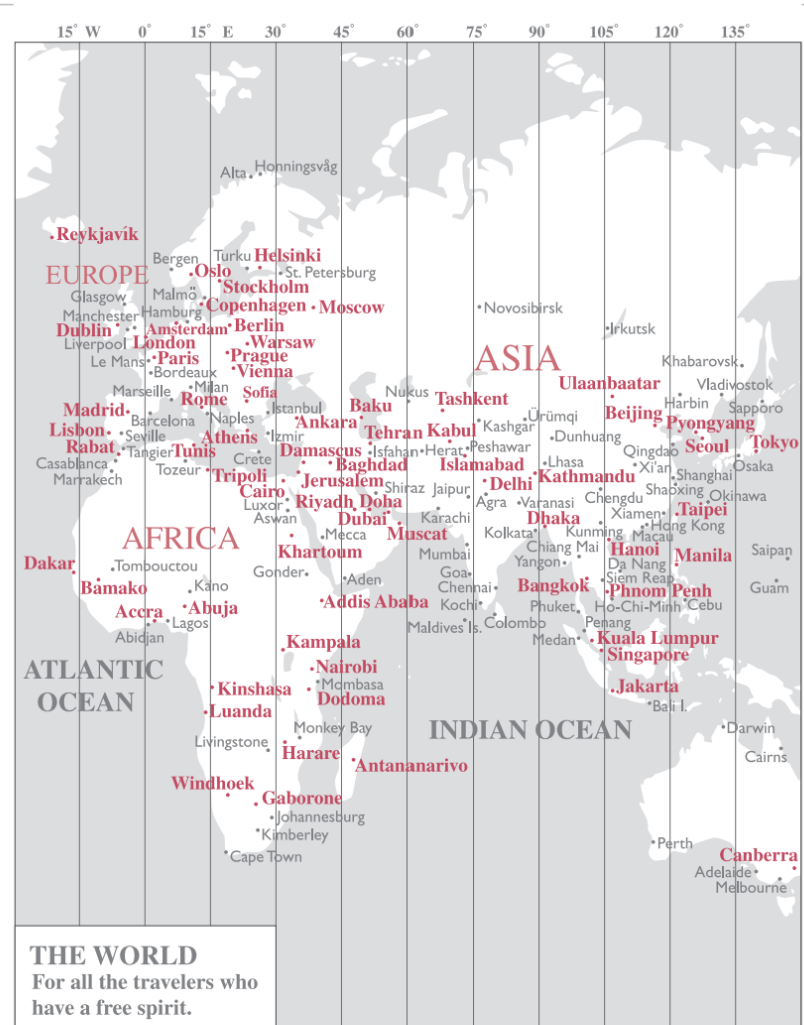 15° W 0° 15° E 30° 45° 60° 75° 90° 105° 120° 135°
Honningsvåg
Alta
Reykjavík
Bergen
Turku
Helsinki
EUROPE
Oslo
St. Petersburg
Stockholm
Malmö
Glasgow
Copenhagen
Moscow
Novosibirsk
Manchester
Hamburg
Dublin
Amsterdam
Berlin
Irkutsk
Liverpool
London
Warsaw
Le Mans
Paris
Prague
ASIA
Khabarovsk
Bordeaux
Vienna
Marseille
Milan
Sofia
Nukus
Tashkent
Ulaanbaatar
Harbin
Vladivostok
Rome
Madrid
Barcelona
Naples
Istanbul
Baku
Ankara
Kashgar
Ürümqi
Beijing
Pyongyang
Sapporo
Lisbon
Seville
Athens
Izmir
Tehran
Kabul
Dunhuang
Seoul
Tokyo
Rabat
Tangier
Tunis
Crete
Damascus
Isfahan
Herat
Peshawar
Qingdao
Casablanca
Tozeur
Baghdad
Islamabad
Lhasa
Xi'an
Osaka
Marrakech
Tripoli
Jerusalem
Delhi
Kathmandu
Shanghai
Cairo
Shiraz
Jaipur
Chengdu
Shaoxing
Okinawa
Luxor
Riyadh
Doha
Agra
Varanasi
Aswan
Dubai
Karachi
Dhaka
Xiamen
Taipei
AFRICA
Mecca
Muscat
Kolkata
Kunming
Hong Kong
Macau
Khartoum
Mumbai
Chiang Mai
Hanoi
Manila
Saipan
Dakar
Tombouctou
Yangon
Da Nang
Bamako
Kano
Gonder
Aden
Goa
Bangkok
Siem Reap
Guam
Chennai
Phnom Penh
Accra
Abuja
Addis Ababa
Kochi
Phuket
Ho-Chi-Minh
Cebu
Abidjan
Lagos
Maldives Is.
Colombo
Penang
Kampala
Medan
Kuala Lumpur
Singapore
ATLANTIC
OCEAN
Nairobi
Kinshasa
Mombasa
Jakarta
Dodoma
Bali I.
Luanda
Monkey Bay
INDIAN OCEAN
Darwin
Livingstone
Harare
Cairns
Antananarivo
Windhoek
Gaborone
Johannesburg
Kimberley
Perth
Cape Town
Canberra
Adelaide
Melbourne
THE WORLD
For all the travelers who
have a free spirit.